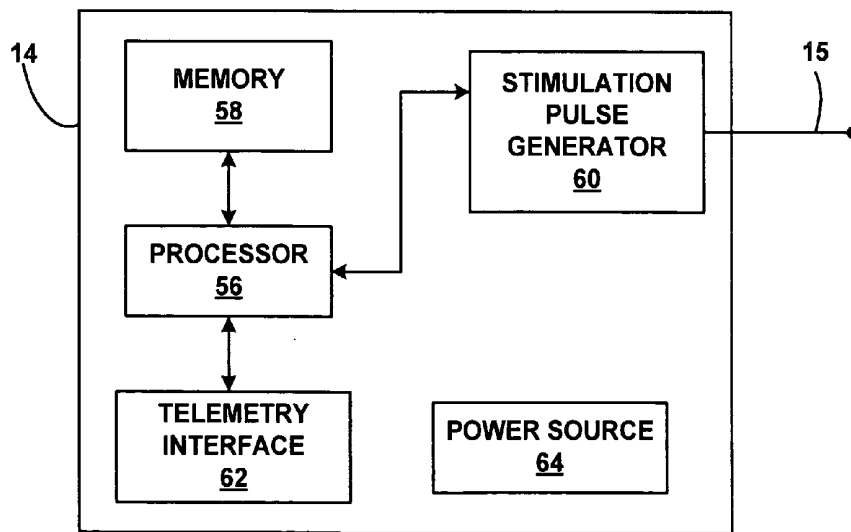 14
MEMORY
58
STIMULATION
PULSE
GENERATOR
60
15
PROCESSOR
56
TELEMETRY
INTERFACE
62
POWER SOURCE
64